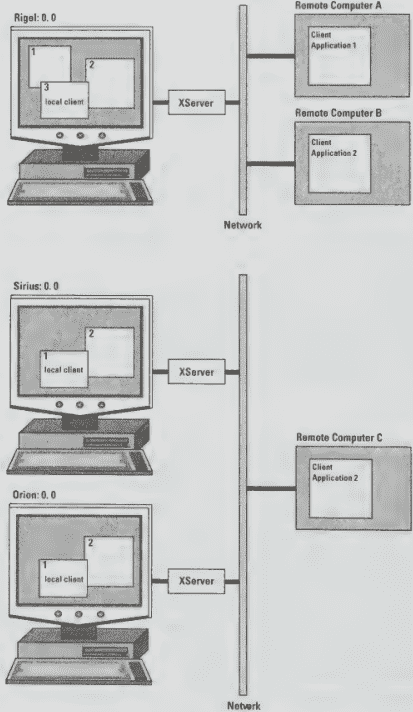 Rigel: 0. 0
1
2
3
local client
XServer
Remote Computer A
Client
Application 1
Remote Computer B
Client
Application 2
Network
Sirius: 0. 0
2
1
local client
XServer
Remote Computer C
Client
Application 2
Orion: 0. 0
2
1
local client
XServer
Network